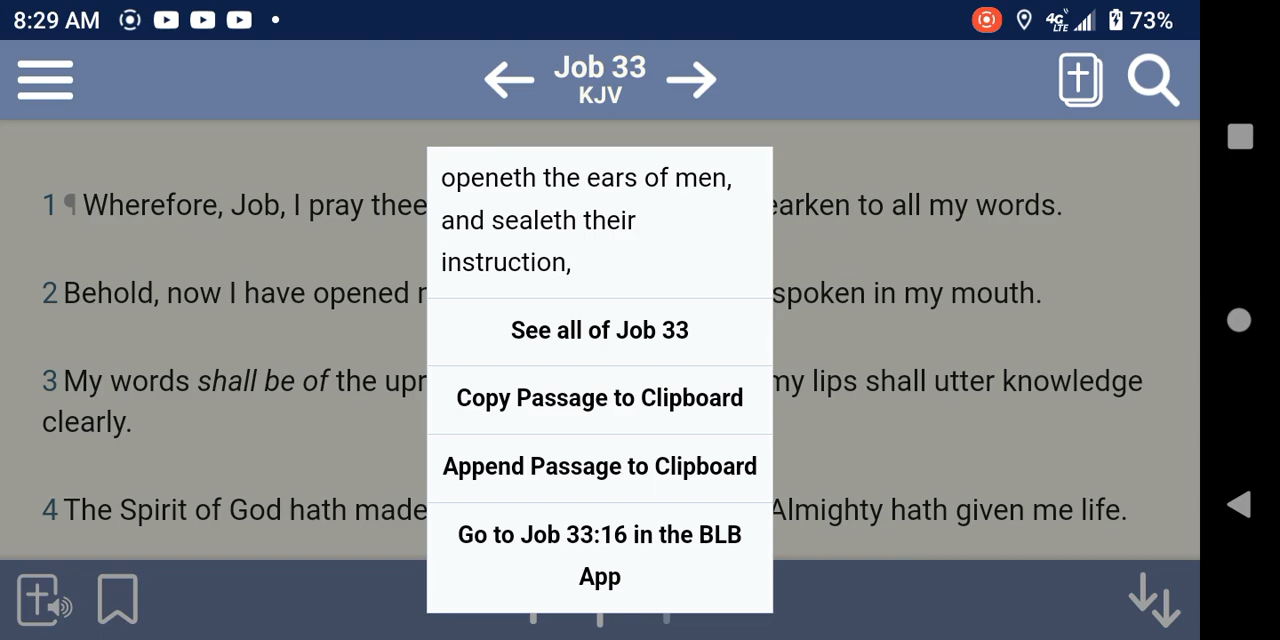 8:29 AM
4G LTE 73%
Job 33
KJV
1 ¶ Wherefore, Job, I pray thee
earken to all my words.
2 Behold, now I have opened
spoken in my mouth.
3 My words shall be of the upr
my lips shall utter knowledge
clearly.
4 The Spirit of God hath made
Almighty hath given me life.
openeth the ears of men,
and sealeth their
instruction,
See all of Job 33
Copy Passage to Clipboard
Append Passage to Clipboard
Go to Job 33:16 in the BLB
App